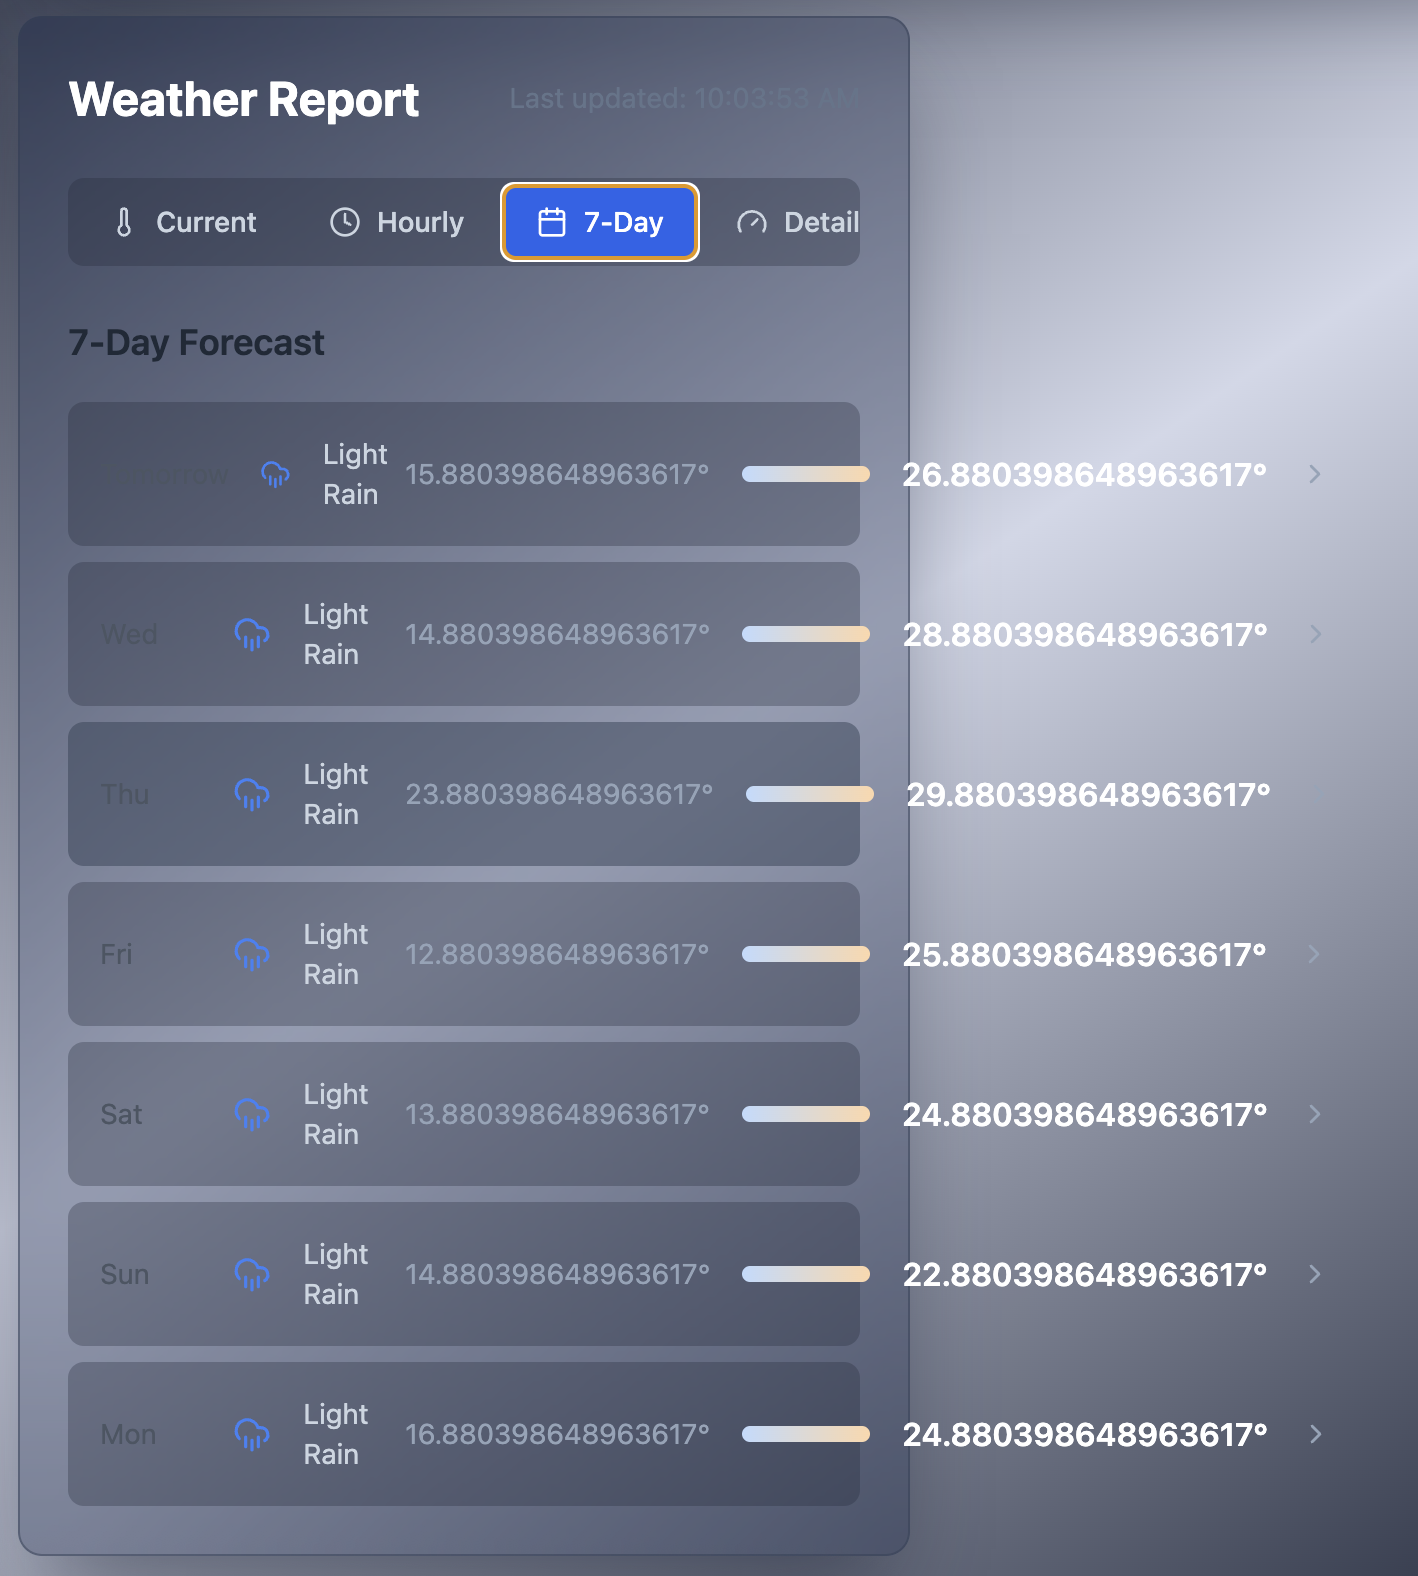 Weather Report
Last updated: 10:03:53 AM
Current Hourly 7-Day Detail
7-Day Forecast
Light
Rain
15.880398648963617° 26.880398648963617°
Wed
Light
Rain
14.880398648963617° 28.880398648963617°
Thu
Light
Rain
23.880398648963617° 29.880398648963617°
Fri
Light
Rain
12.880398648963617° 25.880398648963617°
Sat
Light
Rain
13.880398648963617° 24.880398648963617°
Sun
Light
Rain
14.880398648963617° 22.880398648963617°
Mon
Light
Rain
16.880398648963617° 24.880398648963617°